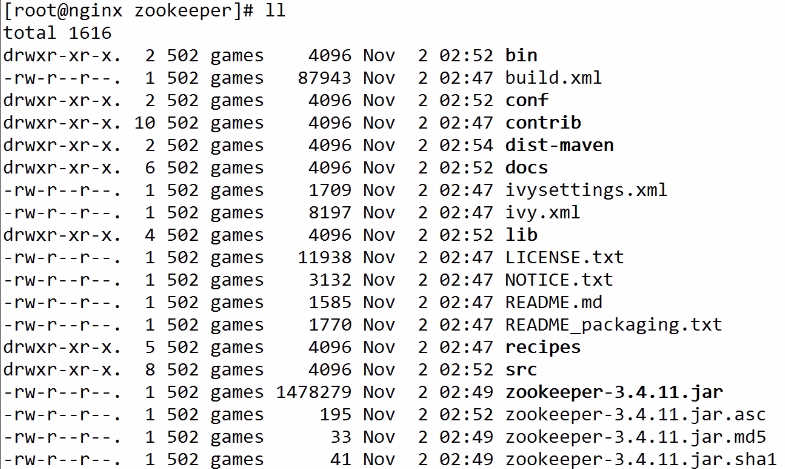 [root@nginx zookeeper]# ll
total 1616
drwxr-xr-x.  2 502 games    4096 Nov  2 02:52 bin
-rw-r--r--.  1 502 games   87943 Nov  2 02:47 build.xml
drwxr-xr-x.  2 502 games    4096 Nov  2 02:52 conf
drwxr-xr-x. 10 502 games    4096 Nov  2 02:47 contrib
drwxr-xr-x.  2 502 games    4096 Nov  2 02:54 dist-maven
drwxr-xr-x.  6 502 games    4096 Nov  2 02:52 docs
-rw-r--r--.  1 502 games    1709 Nov  2 02:47 ivysettings.xml
-rw-r--r--.  1 502 games    8197 Nov  2 02:47 ivy.xml
drwxr-xr-x.  4 502 games    4096 Nov  2 02:52 lib
-rw-r--r--.  1 502 games   11938 Nov  2 02:47 LICENSE.txt
-rw-r--r--.  1 502 games    3132 Nov  2 02:47 NOTICE.txt
-rw-r--r--.  1 502 games    1585 Nov  2 02:47 README.md
-rw-r--r--.  1 502 games    1770 Nov  2 02:47 README_packaging.txt
drwxr-xr-x.  5 502 games    4096 Nov  2 02:47 recipes
drwxr-xr-x.  8 502 games    4096 Nov  2 02:52 src
-rw-r--r--.  1 502 games 1478279 Nov  2 02:49 zookeeper-3.4.11.jar
-rw-r--r--.  1 502 games     195 Nov  2 02:52 zookeeper-3.4.11.jar.asc
-rw-r--r--.  1 502 games      33 Nov  2 02:49 zookeeper-3.4.11.jar.md5
-rw-r--r--.  1 502 games      41 Nov  2 02:49 zookeeper-3.4.11.jar.sha1